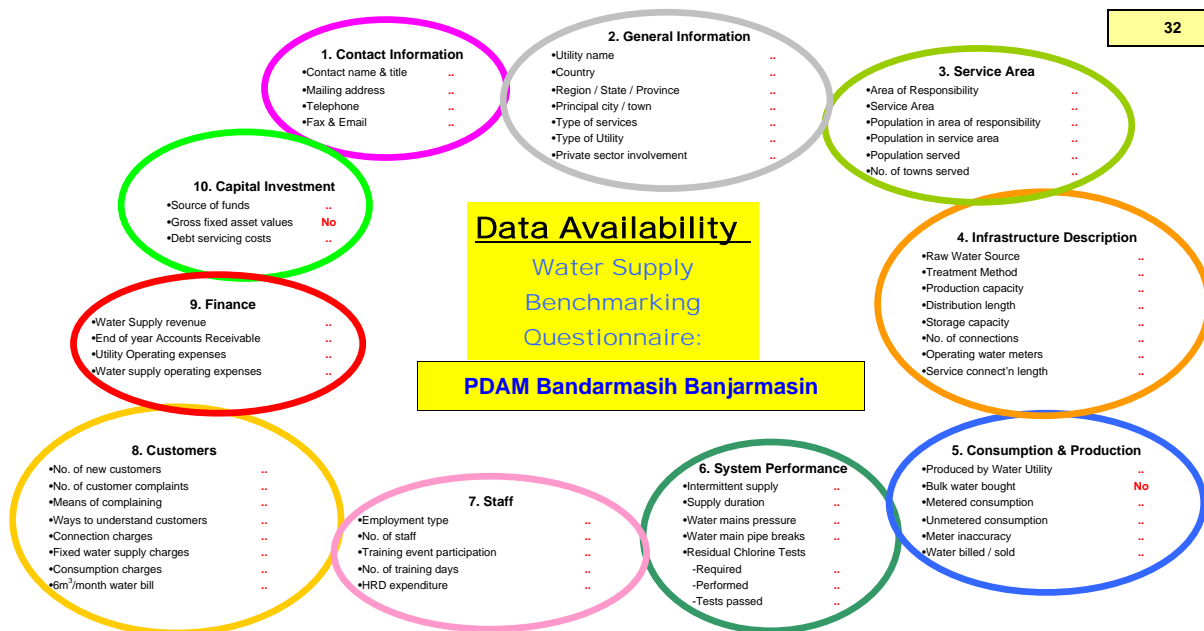 32
1. Contact Information
•Contact name & title ..
•Mailing address ..
•Telephone ..
•Fax & Email ..
2. General Information
•Utility name ..
•Country ..
•Region / State / Province ..
•Principal city / town ..
•Type of services ..
•Type of Utility ..
•Private sector involvement ..
3. Service Area
•Area of Responsibility ..
•Service Area ..
•Population in area of responsibility ..
•Population in service area ..
•Population served ..
•No. of towns served ..
10. Capital Investment
•Source of funds ..
•Gross fixed asset values No
•Debt servicing costs ..
Data Availability
Water Supply
Benchmarking
Questionnaire:
PDAM Bandarmasih Banjarmasin
4. Infrastructure Description
•Raw Water Source ..
•Treatment Method ..
•Production capacity ..
•Distribution length ..
•Storage capacity ..
•No. of connections ..
•Operating water meters ..
•Service connect'n length ..
9. Finance
•Water Supply revenue ..
•End of year Accounts Receivable ..
•Utility Operating expenses ..
•Water supply operating expenses ..
8. Customers
•No. of new customers ..
•No. of customer complaints ..
•Means of complaining ..
•Ways to understand customers ..
•Connection charges ..
•Fixed water supply charges ..
•Consumption charges ..
•6m³/month water bill ..
7. Staff
•Employment type ..
•No. of staff ..
•Training event participation ..
•No. of training days ..
•HRD expenditure ..
6. System Performance
•Intermittent supply ..
•Supply duration ..
•Water mains pressure ..
•Water main pipe breaks ..
•Residual Chlorine Tests
-Required ..
-Performed ..
-Tests passed ..
5. Consumption & Production
•Produced by Water Utility ..
•Bulk water bought No
•Metered consumption ..
•Unmetered consumption ..
•Meter inaccuracy ..
•Water billed / sold ..